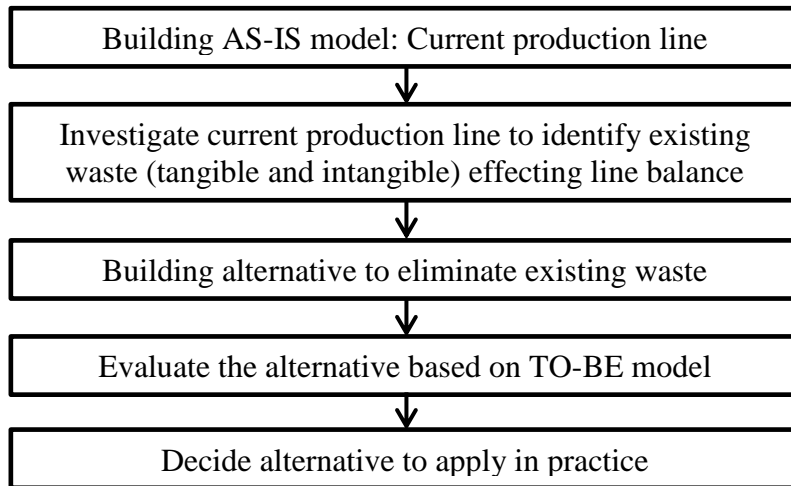 Building AS-IS model: Current production line
Investigate current production line to identify existing
waste (tangible and intangible) effecting line balance
Building alternative to eliminate existing waste
Evaluate the alternative based on TO-BE model
Decide alternative to apply in practice